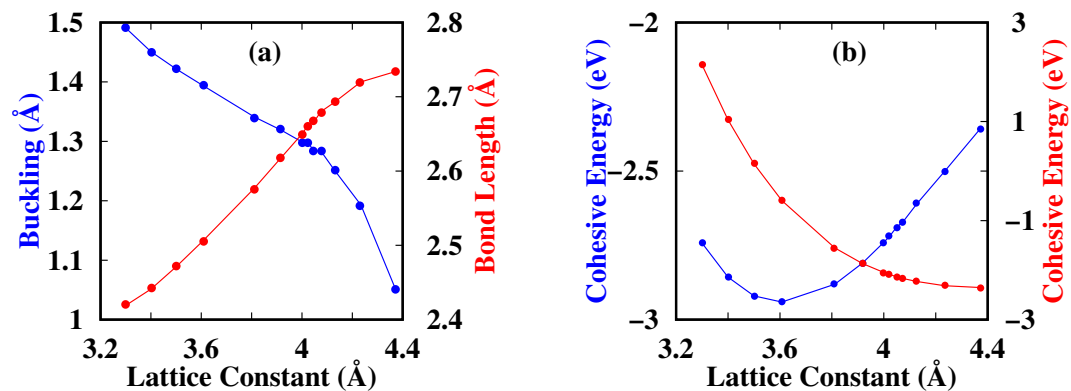 (a)
Buckling (Å)
1.5
1.4
1.3
1.2
1.1
1
2.8
2.7
2.6
2.5
2.4
Bond Length (Å)
3.2 3.6 4 4.4
Lattice Constant (Å)
(b)
Cohesive Energy (eV)
−2
−2.5
−3
3
1
−1
−3
Cohesive Energy (eV)
3.2 3.6 4 4.4
Lattice Constant (Å)